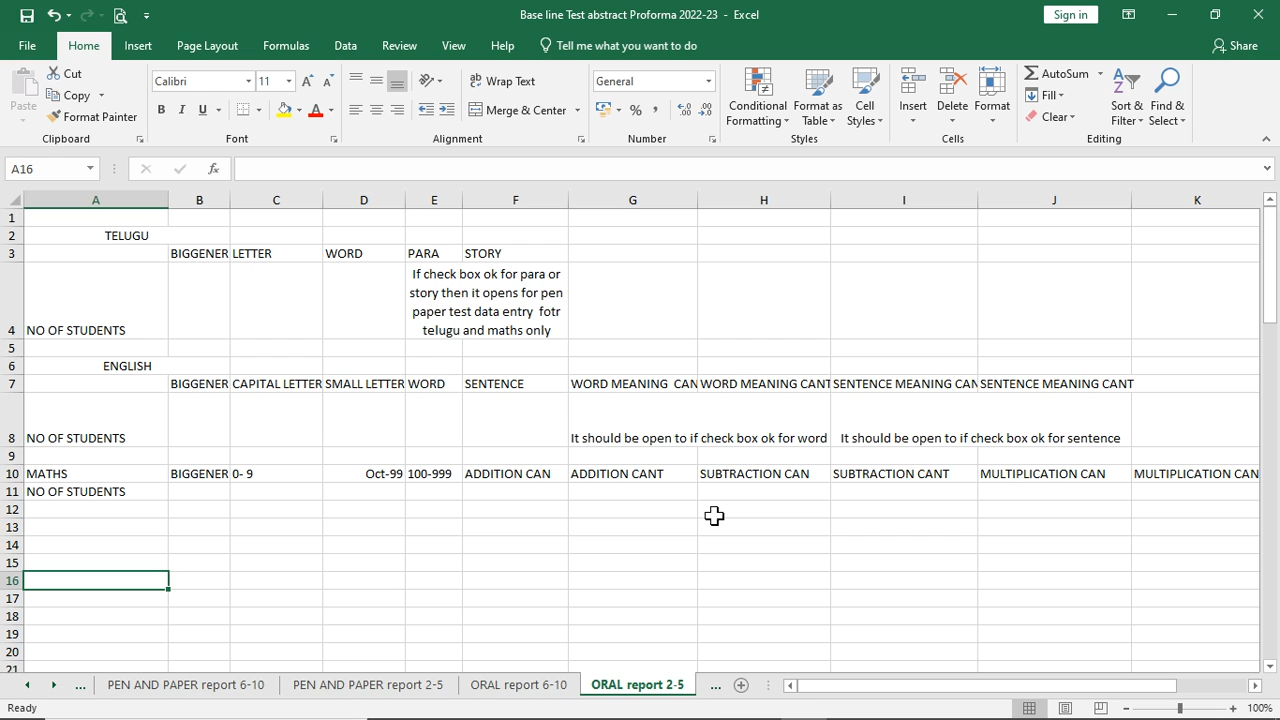 Base line Test abstract Proforma 2022-23 - Excel
Sign in
File Home Insert Page Layout Formulas Data Review View Help Tell me what you want to do Share
Paste
Cut
Copy
Format Painter
Clipboard
Calibri 11
B I U
Font
Wrap Text
Merge & Center
Alignment
General
Number
Conditional Formatting
Format as Table
Cell Styles
Styles
Insert Delete Format
Cells
AutoSum
Fill
Clear
Sort & Filter
Find & Select
Editing
A16 fx
A B C D E F G H I J K
1
2 TELUGU
3 BIGGENER LETTER WORD PARA STORY
If check box ok for para or
story then it opens for pen
paper test data entry fotr
4 NO OF STUDENTS telugu and maths only
5
6 ENGLISH
7 BIGGENER CAPITAL LETTER SMALL LETTER WORD SENTENCE WORD MEANING CAN WORD MEANING CANT SENTENCE MEANING CAN SENTENCE MEANING CANT
8 NO OF STUDENTS It should be open to if check box ok for word It should be open to if check box ok for sentence
9
10 MATHS BIGGENER 0- 9 Oct-99 100-999 ADDITION CAN ADDITION CANT SUBTRACTION CAN SUBTRACTION CANT MULTIPLICATION CAN MULTIPLICATION CAN
11 NO OF STUDENTS
12
13
14
15
16
17
18
19
20
21
... PEN AND PAPER report 6-10 PEN AND PAPER report 2-5 ORAL report 6-10 ORAL report 2-5 ...
Ready 100%